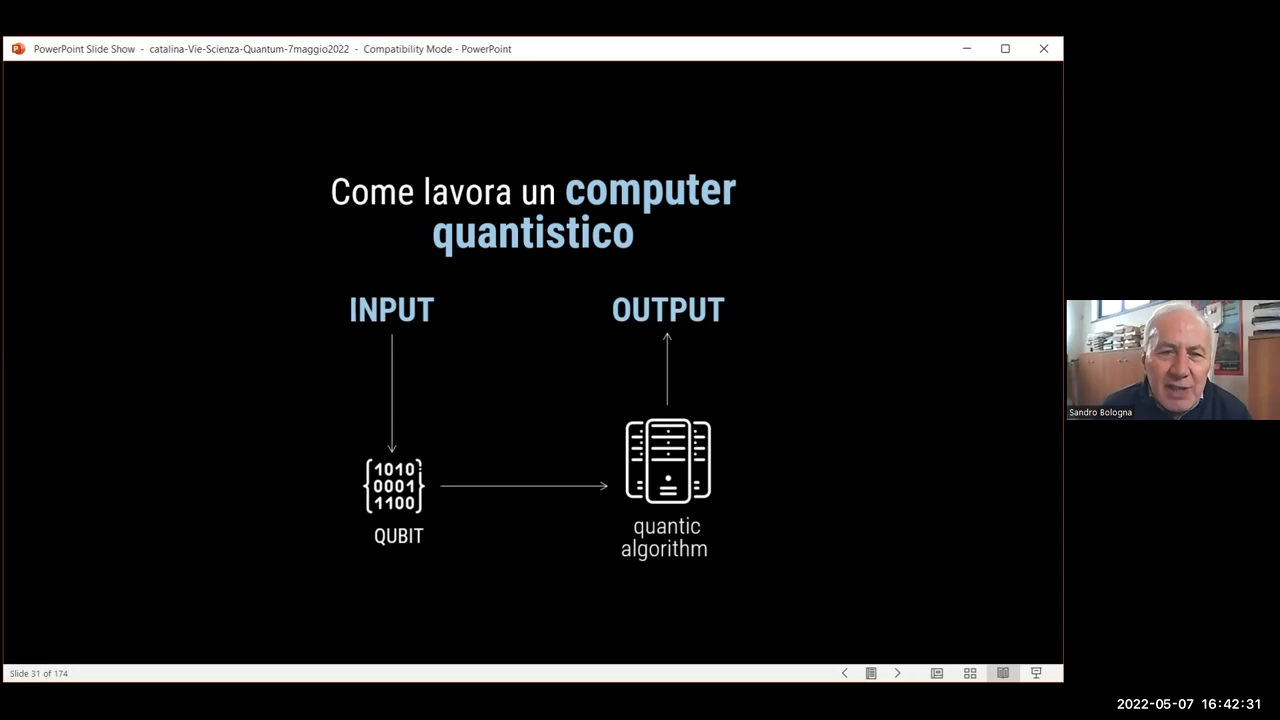 PowerPoint Slide Show - catalina-Vie-Scienza-Quantum-7maggio2022 - Compatibility Mode - PowerPoint
Come lavora un computer
quantistico
INPUT
OUTPUT
{1010
0001
1100}
QUBIT
quantic
algorithm
Sandro Bologna
Slide 31 of 174
2022-05-07 16:42:31